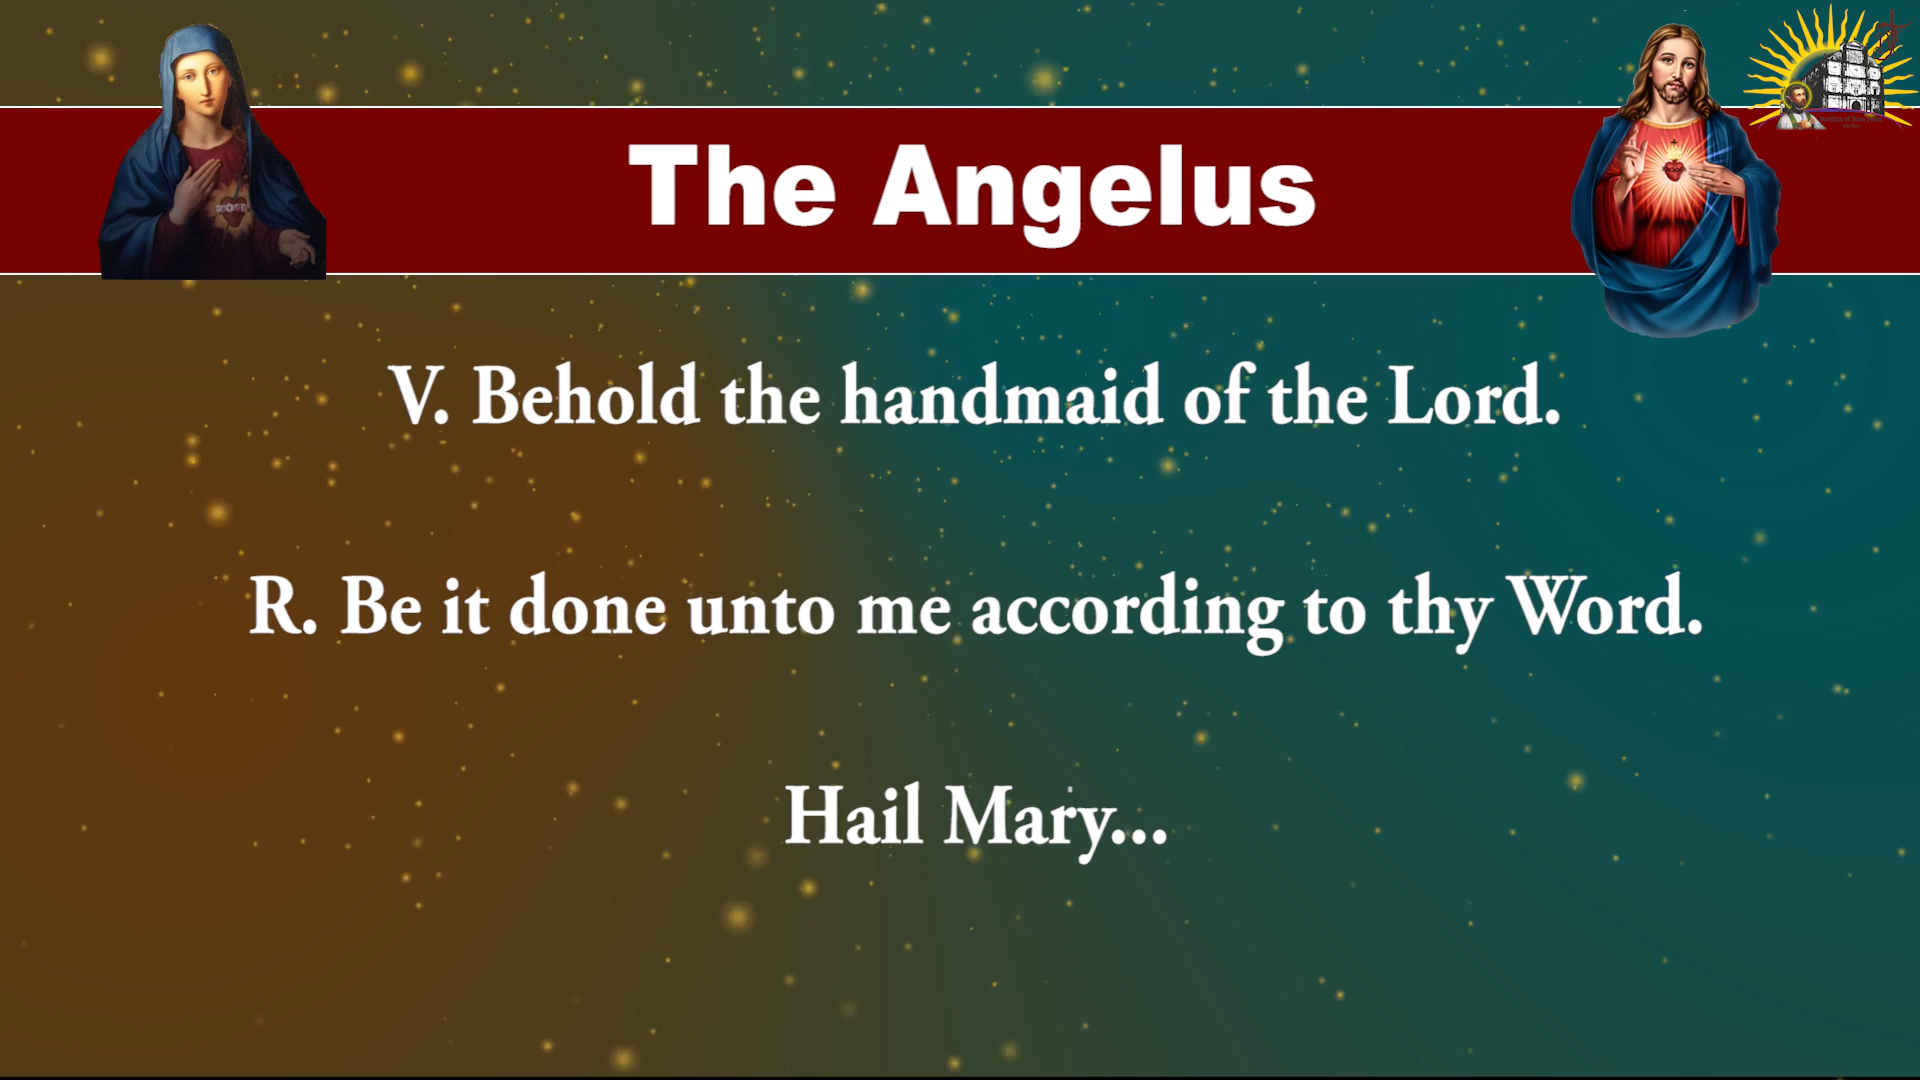 The Angelus
V. Behold the handmaid of the Lord.
R. Be it done unto me according to thy Word.
Hail Mary...